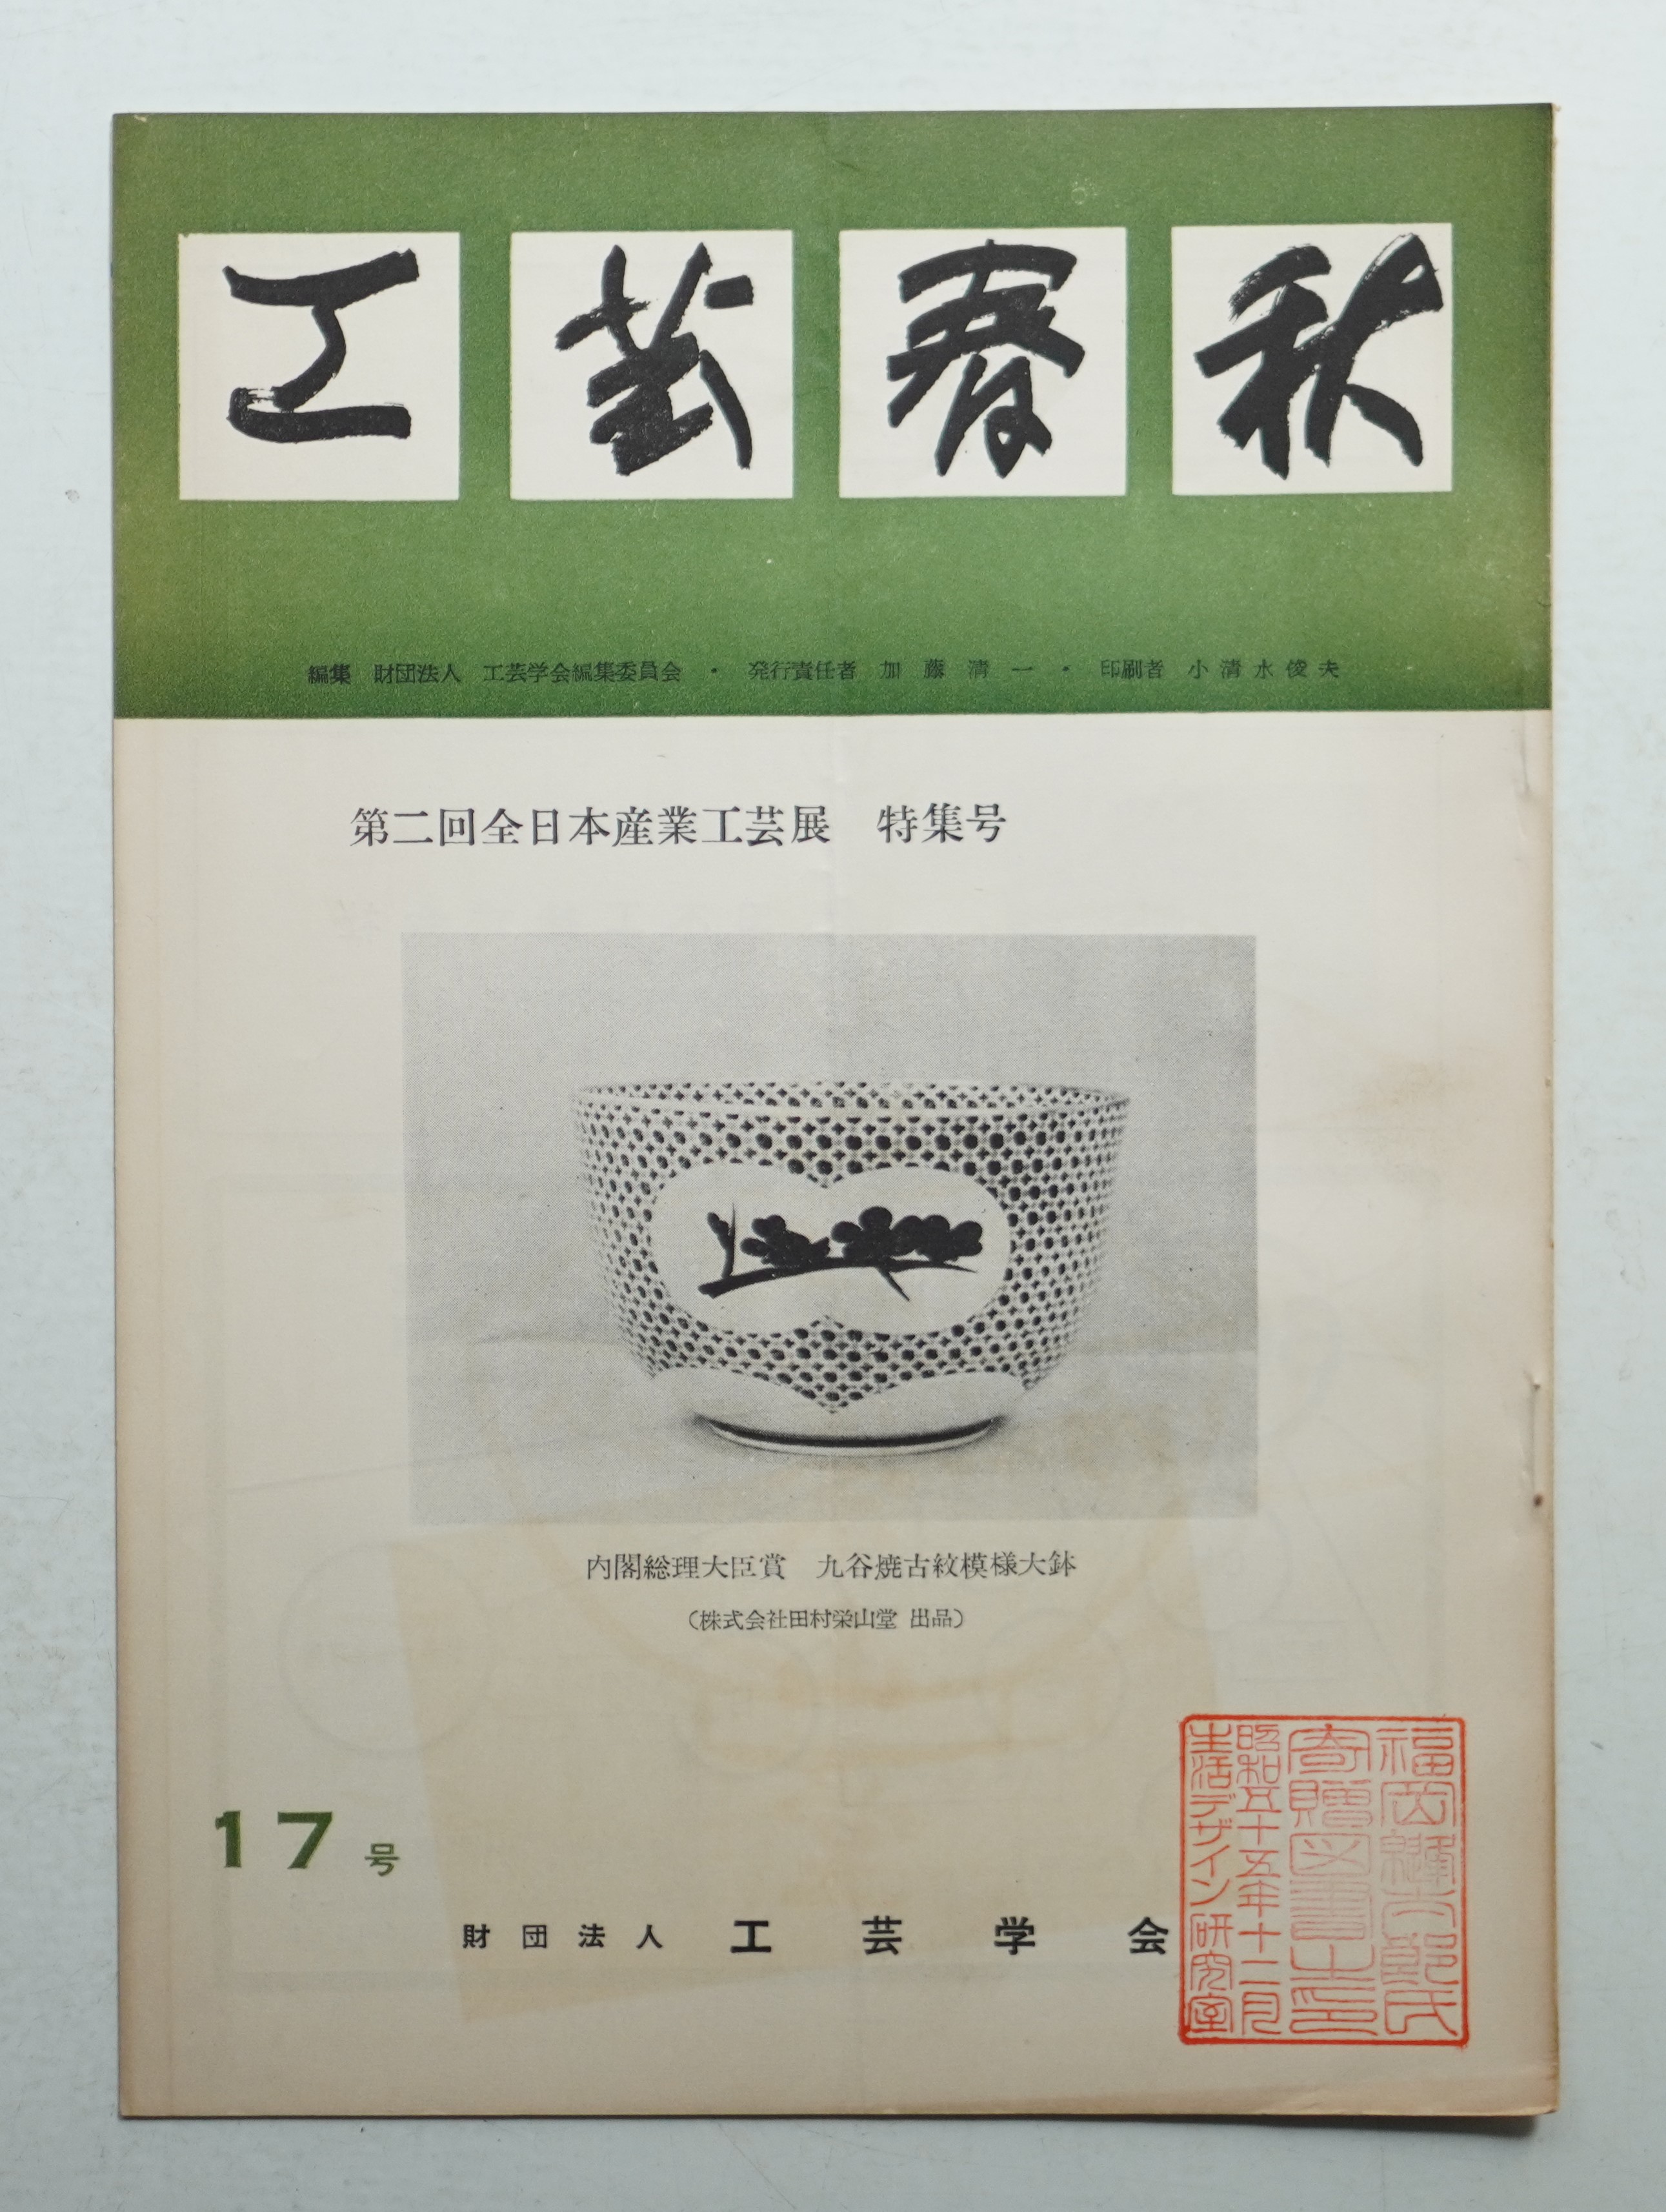 工芸春秋
編集 財団法人 工芸学会編集委員会 ・ 発行責任者 加藤清一 ・ 印刷者 小清水俊夫
第二回全日本産業工芸展 特集号
内閣総理大臣賞 九谷焼古紋模様大鉢
(株式会社田村栄山堂 出品)
17号
財団法人 工芸学会
福岡縫太郎氏
寄贈図書之印
昭和五十五年十二月
生活デザイン研究室